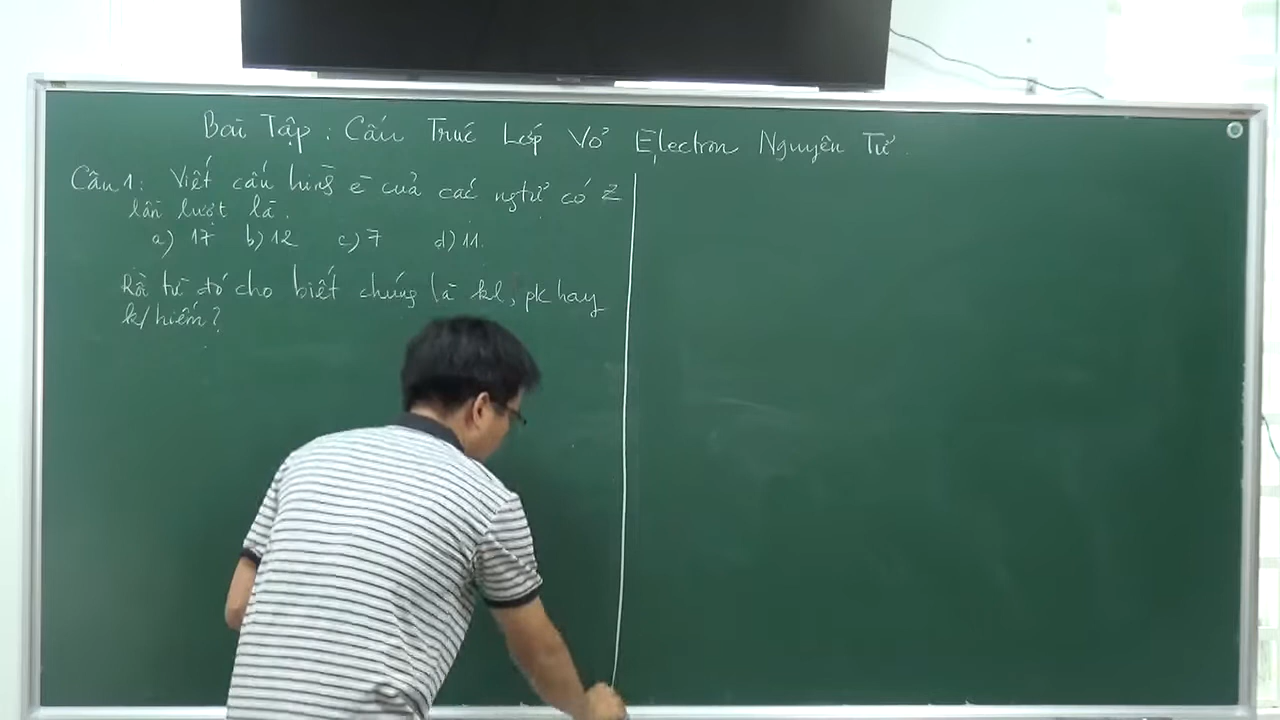 Bài Tập : Cấu Trúc Lớp Vỏ Electron Nguyên Tử.
Câu 1: Viết cấu hình e của các ngtử có Z
lần lượt là.
a) 17 b) 12 c) 7 d) 11.
Rồi từ đó cho biết chúng là kl, pk hay
k/hiếm?